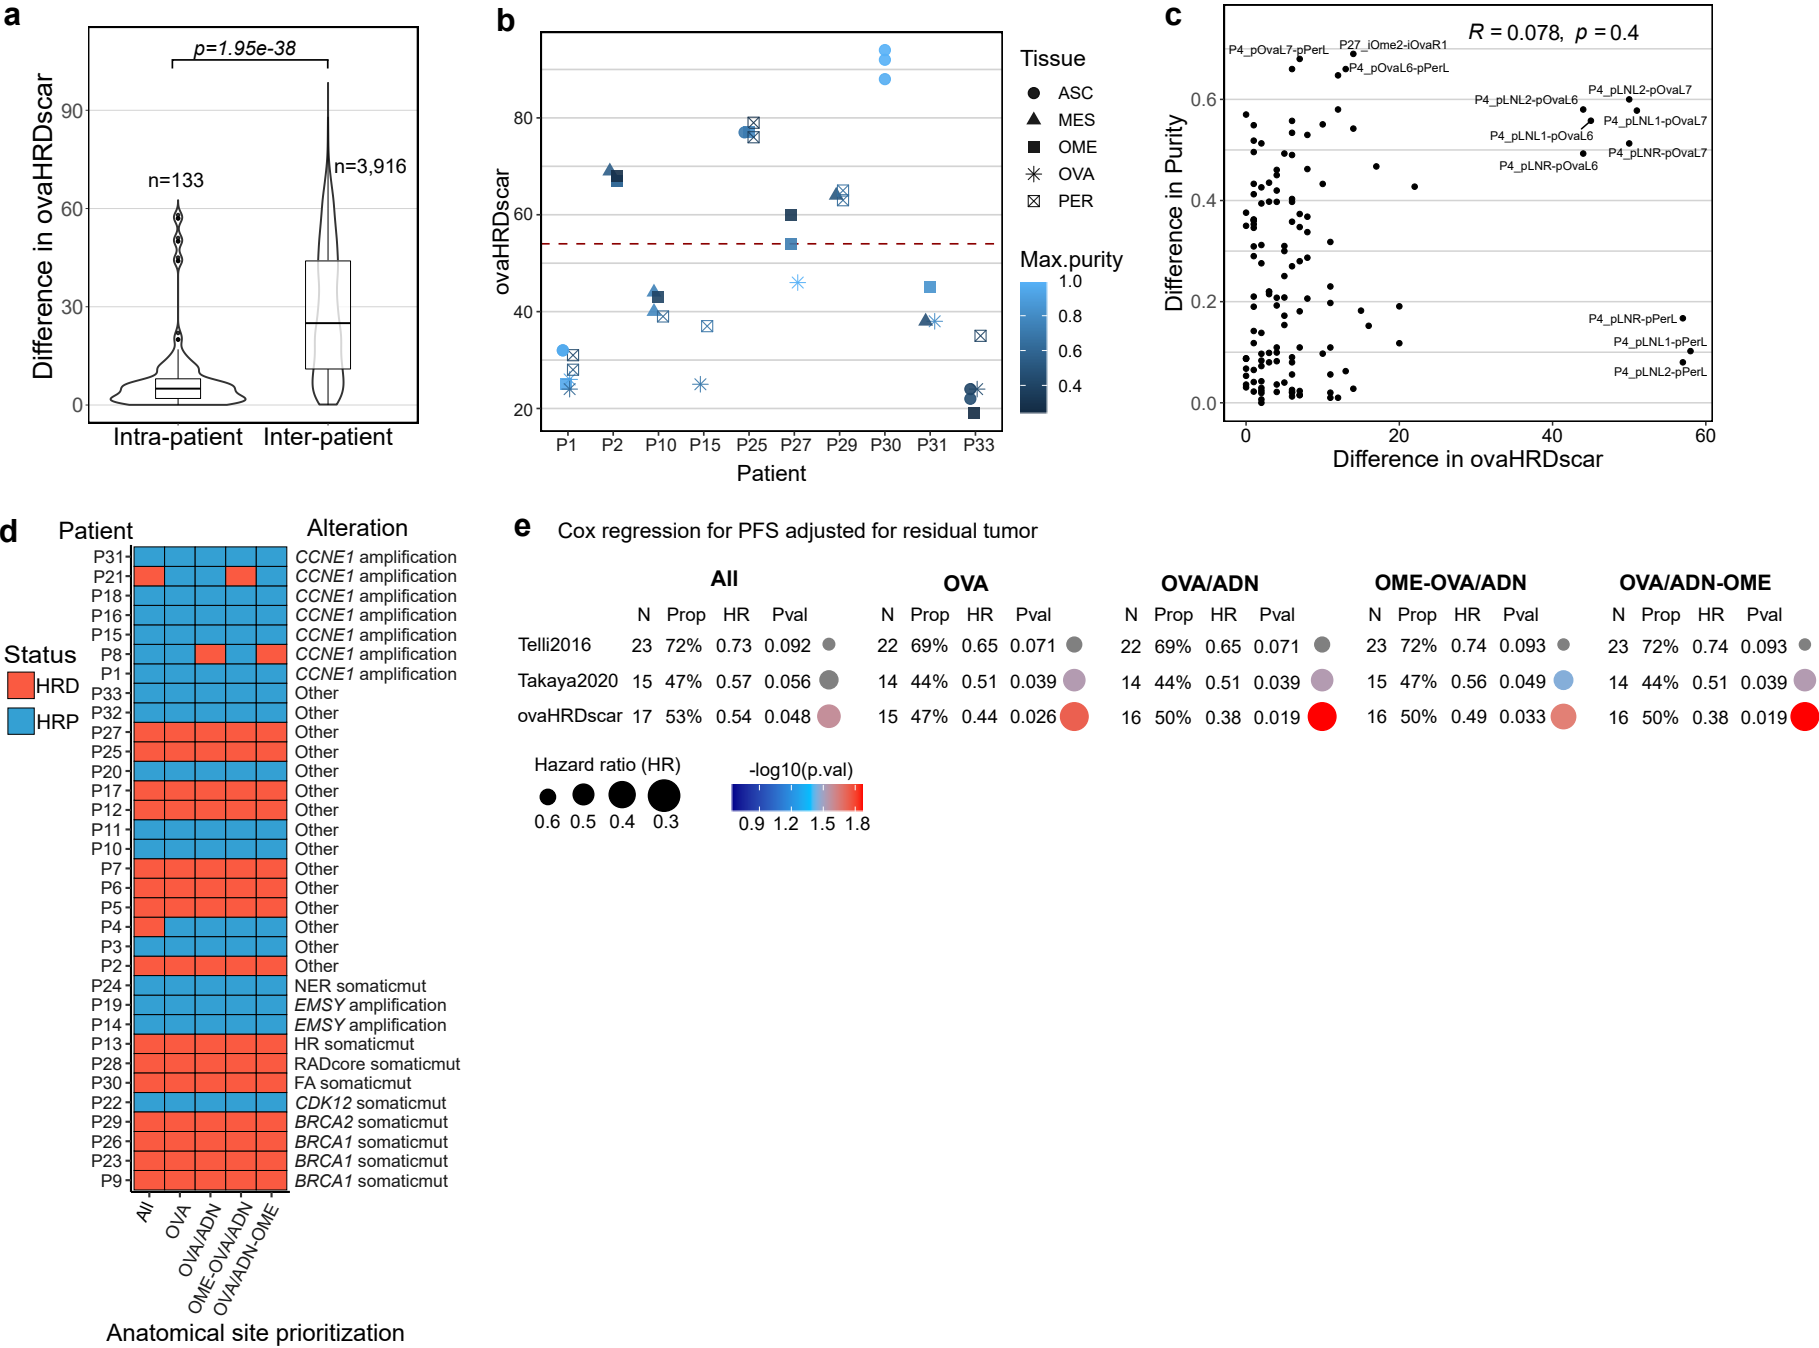 a
Difference in ovaHRDscar
90
60
30
0
p=1.95e-38
n=133
n=3,916
Intra-patient
Inter-patient
b
ovaHRDscar
80
60
40
20
P1 P2 P10 P15 P25 P27 P29 P30 P31 P33
Patient
Tissue
ASC
MES
OME
OVA
PER
Max.purity
1.0
0.8
0.6
0.4
c
R = 0.078, p = 0.4
Difference in Purity
0.6
0.4
0.2
0.0
P4_pOvaL7-pPerL
P27_iOme2-iOvaR1
P4_pOvaL6-pPerL
P4_pLNL2-pOvaL7
P4_pLNL2-pOvaL6
P4_pLNL1-pOvaL7
P4_pLNL1-pOvaL6
P4_pLNR-pOvaL7
P4_pLNR-pOvaL6
P4_pLNR-pPerL
P4_pLNL1-pPerL
P4_pLNL2-pPerL
0 20 40 60
Difference in ovaHRDscar
d
Patient Alteration
Status
HRD
HRP
P31 CCNE1 amplification
P21 CCNE1 amplification
P18 CCNE1 amplification
P16 CCNE1 amplification
P15 CCNE1 amplification
P8 CCNE1 amplification
P1 CCNE1 amplification
P33 Other
P32 Other
P27 Other
P25 Other
P20 Other
P17 Other
P12 Other
P11 Other
P10 Other
P7 Other
P6 Other
P5 Other
P4 Other
P3 Other
P2 Other
P24 NER somaticmut
P19 EMSY amplification
P14 EMSY amplification
P13 HR somaticmut
P28 RADcore somaticmut
P30 FA somaticmut
P22 CDK12 somaticmut
P29 BRCA2 somaticmut
P26 BRCA1 somaticmut
P23 BRCA1 somaticmut
P9 BRCA1 somaticmut
All
OVA
OVA/ADN
OME-OVA/ADN
OVA/ADN-OME
Anatomical site prioritization
e
Cox regression for PFS adjusted for residual tumor
All OVA OVA/ADN OME-OVA/ADN OVA/ADN-OME
N Prop HR Pval N Prop HR Pval N Prop HR Pval N Prop HR Pval N Prop HR Pval
Telli2016 23 72% 0.73 0.092 22 69% 0.65 0.071 22 69% 0.65 0.071 23 72% 0.74 0.093 23 72% 0.74 0.093
Takaya2020 15 47% 0.57 0.056 14 44% 0.51 0.039 14 44% 0.51 0.039 15 47% 0.56 0.049 14 44% 0.51 0.039
ovaHRDscar 17 53% 0.54 0.048 15 47% 0.44 0.026 16 50% 0.38 0.019 16 50% 0.49 0.033 16 50% 0.38 0.019
Hazard ratio (HR)
0.6 0.5 0.4 0.3
-log10(p.val)
0.9 1.2 1.5 1.8